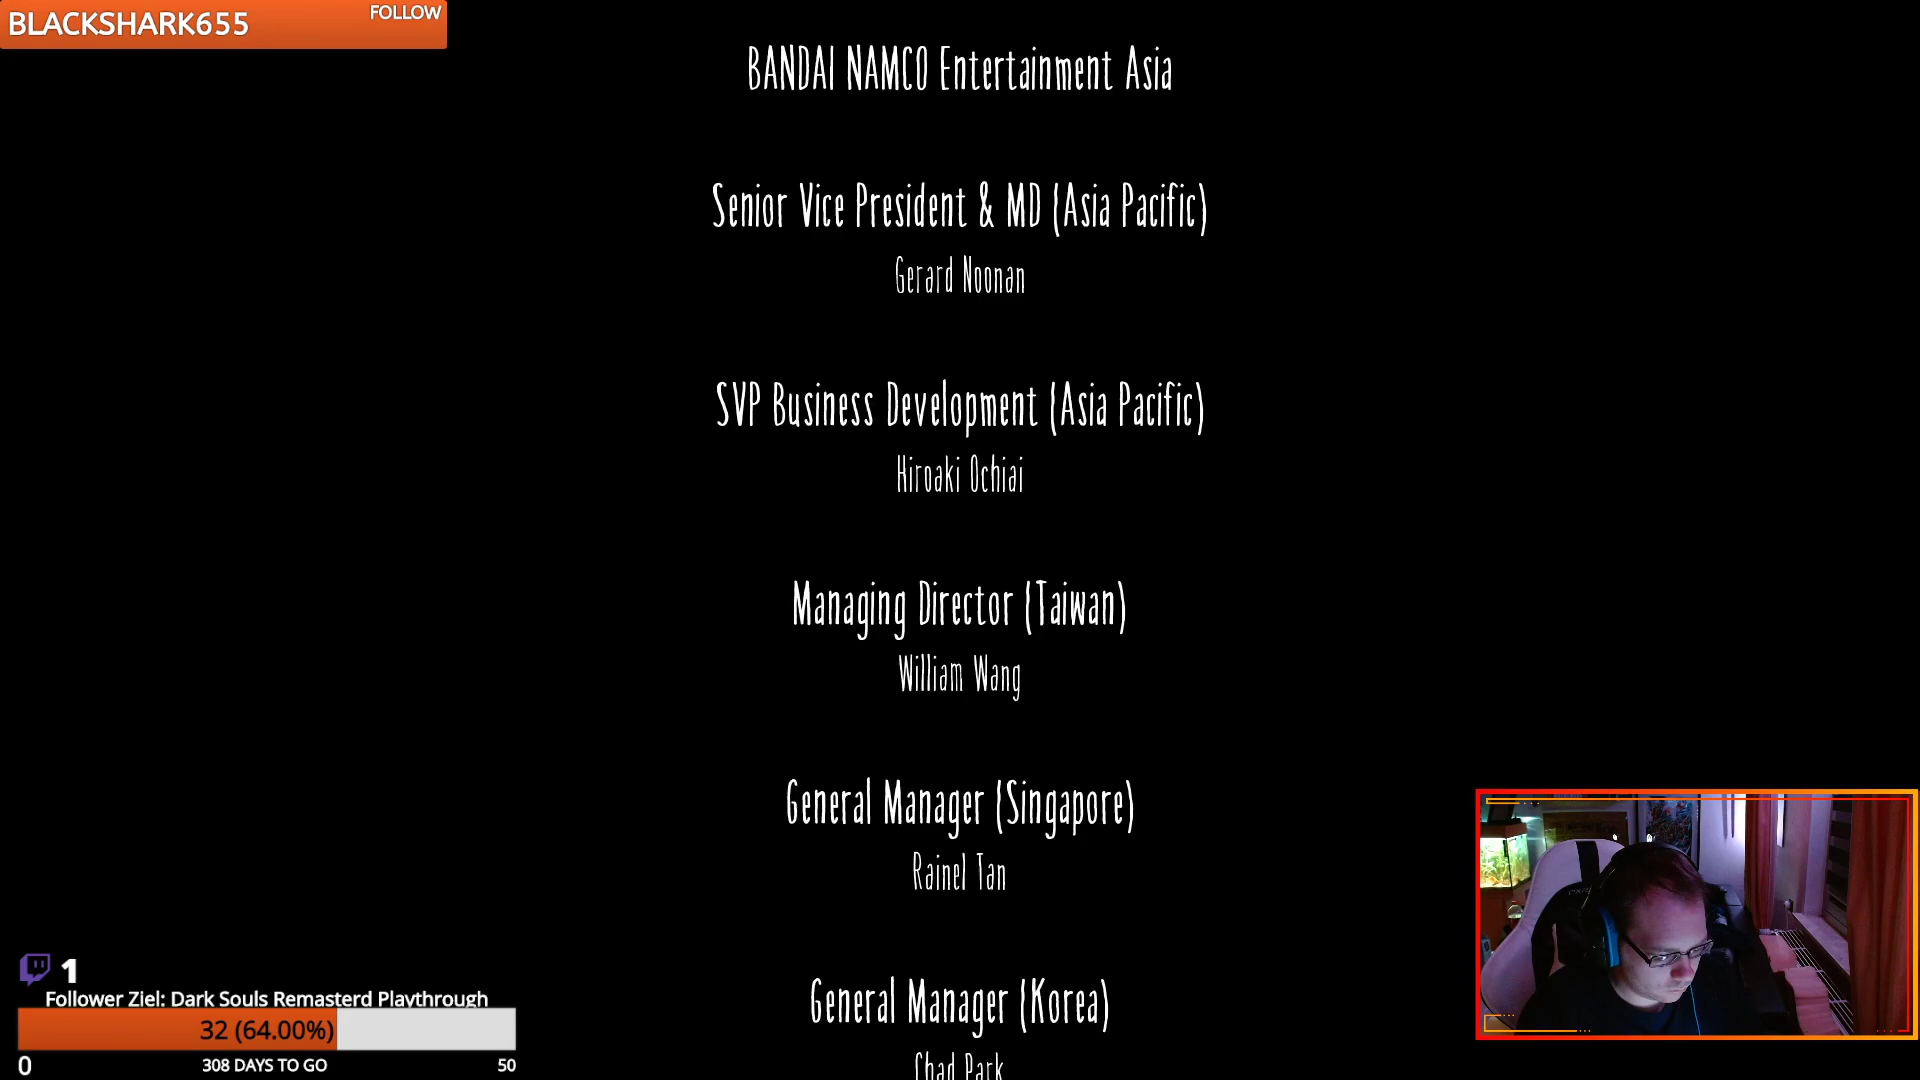 BLACKSHARK655
FOLLOW
BANDAI NAMCO Entertainment Asia
Senior Vice President & MD (Asia Pacific)
Gerard Noonan
SVP Business Development (Asia Pacific)
Hiroaki Ochiai
Managing Director (Taiwan)
William Wang
General Manager (Singapore)
Rainel Tan
General Manager (Korea)
Chad Park
1
Follower Ziel: Dark Souls Remasterd Playthrough
32 (64.00%)
0
308 DAYS TO GO
50